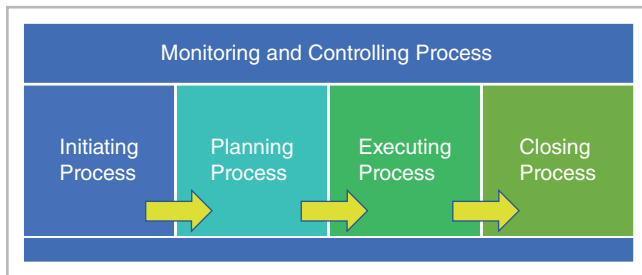 Monitoring and Controlling Process
Initiating
Process
Planning
Process
Executing
Process
Closing
Process